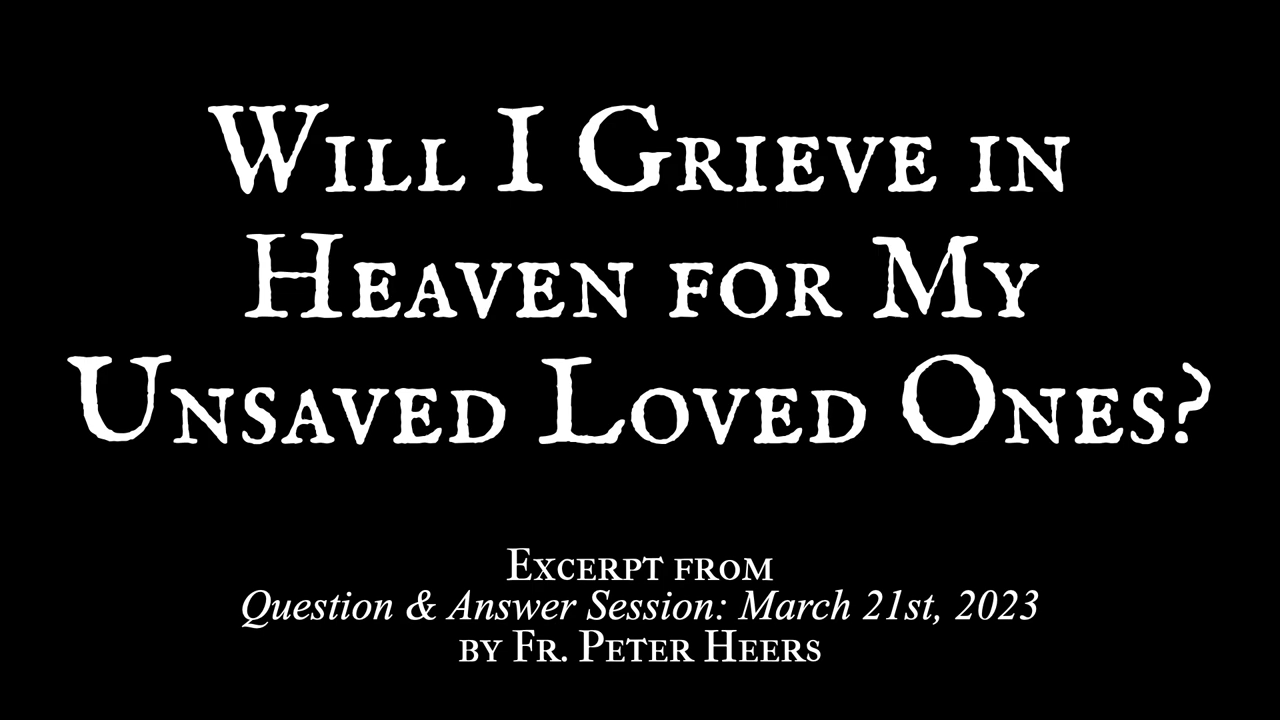 Will I Grieve in
Heaven for My
Unsaved Loved Ones?
Excerpt from
Question & Answer Session: March 21st, 2023
by Fr. Peter Heers